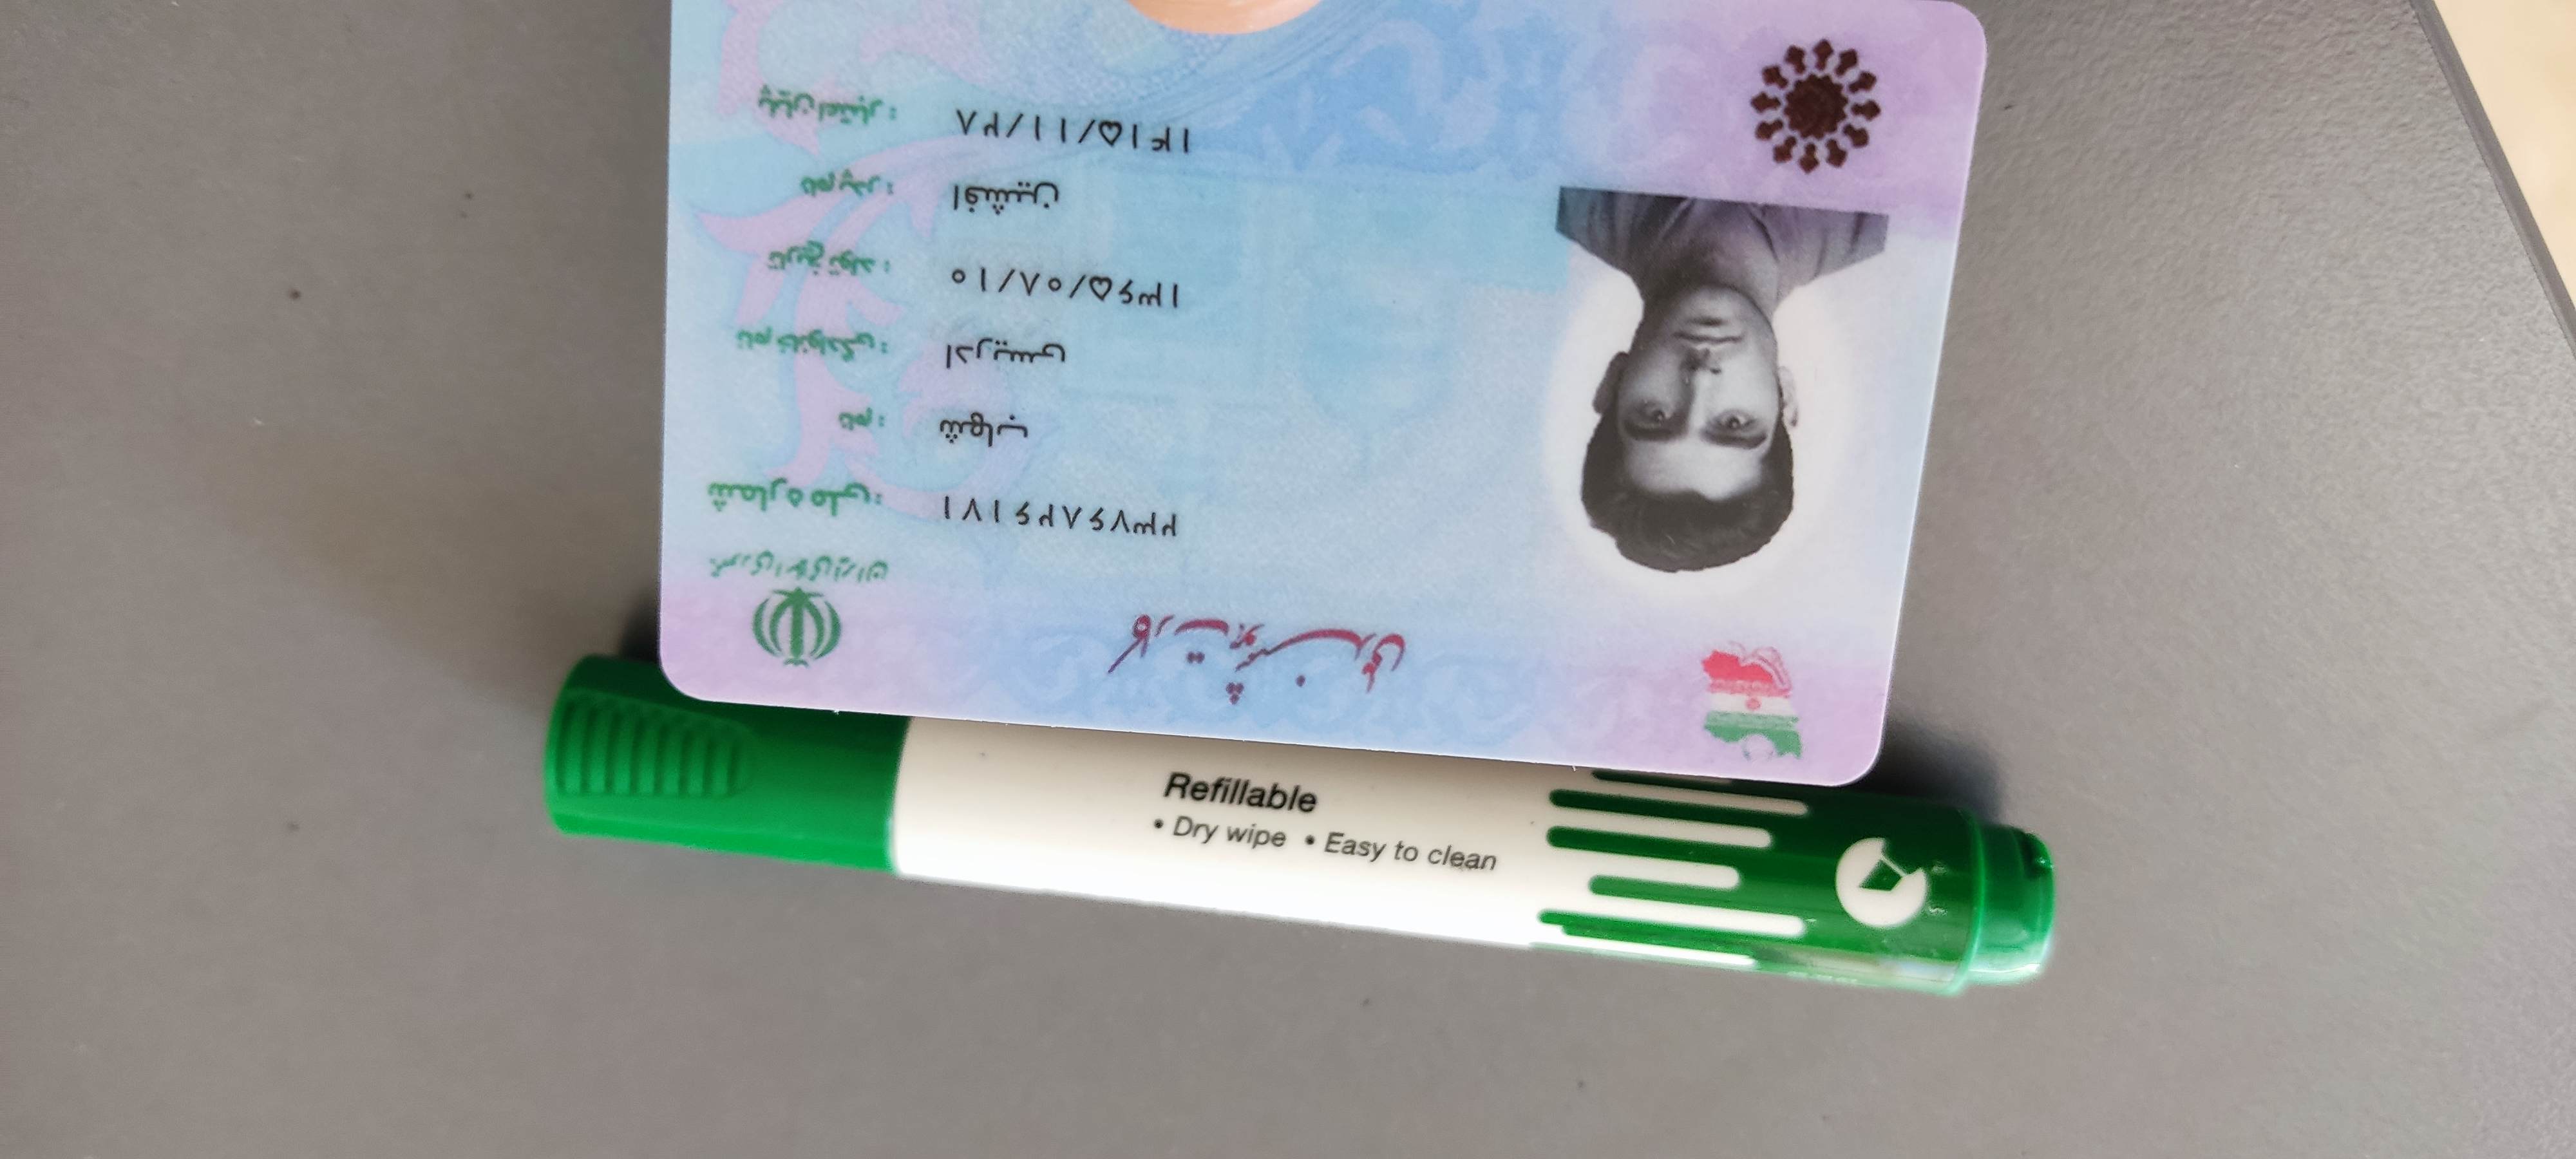 Refillable
• Dry wipe • Easy to clean
کارت هوشمند ملی
جمهوری اسلامی ایران
شماره ملی: ۲۳۷۶۸۲۶۱۷۱
نام: شهاب
نام خانوادگی: ادریسی
تاریخ تولد: ۱۳۶۵/۰۸/۱۰
نام پدر: افشین
پایان اعتبار: ۱۴۱۵/۱۱/۲۸